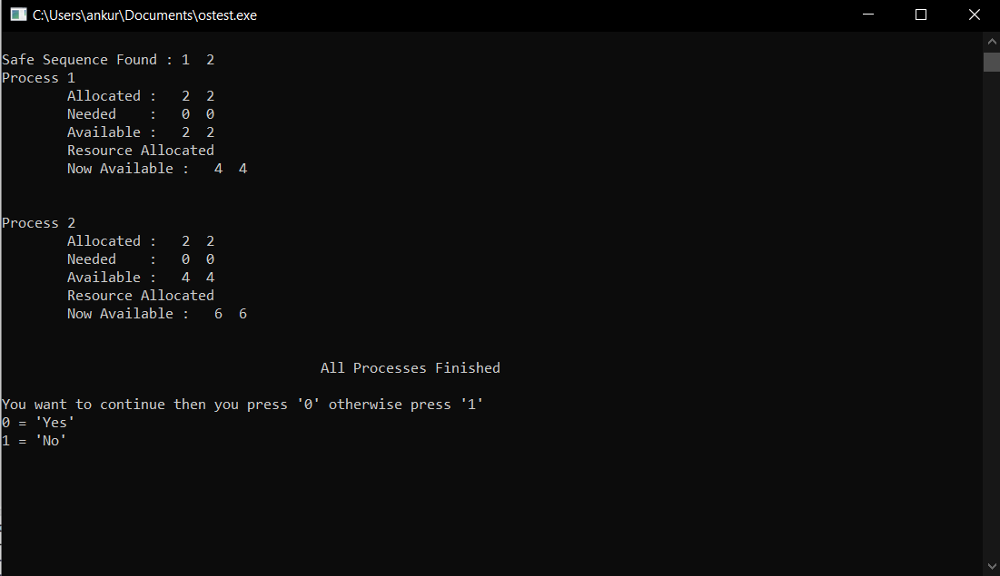 C:\Users\ankur\Documents\ostest.exe
Safe Sequence Found : 1  2
Process 1
        Allocated :   2  2
        Needed    :   0  0
        Available :   2  2
        Resource Allocated
        Now Available :   4  4
Process 2
        Allocated :   2  2
        Needed    :   0  0
        Available :   4  4
        Resource Allocated
        Now Available :   6  6
                                       All Processes Finished
You want to continue then you press '0' otherwise press '1'
0 = 'Yes'
1 = 'No'